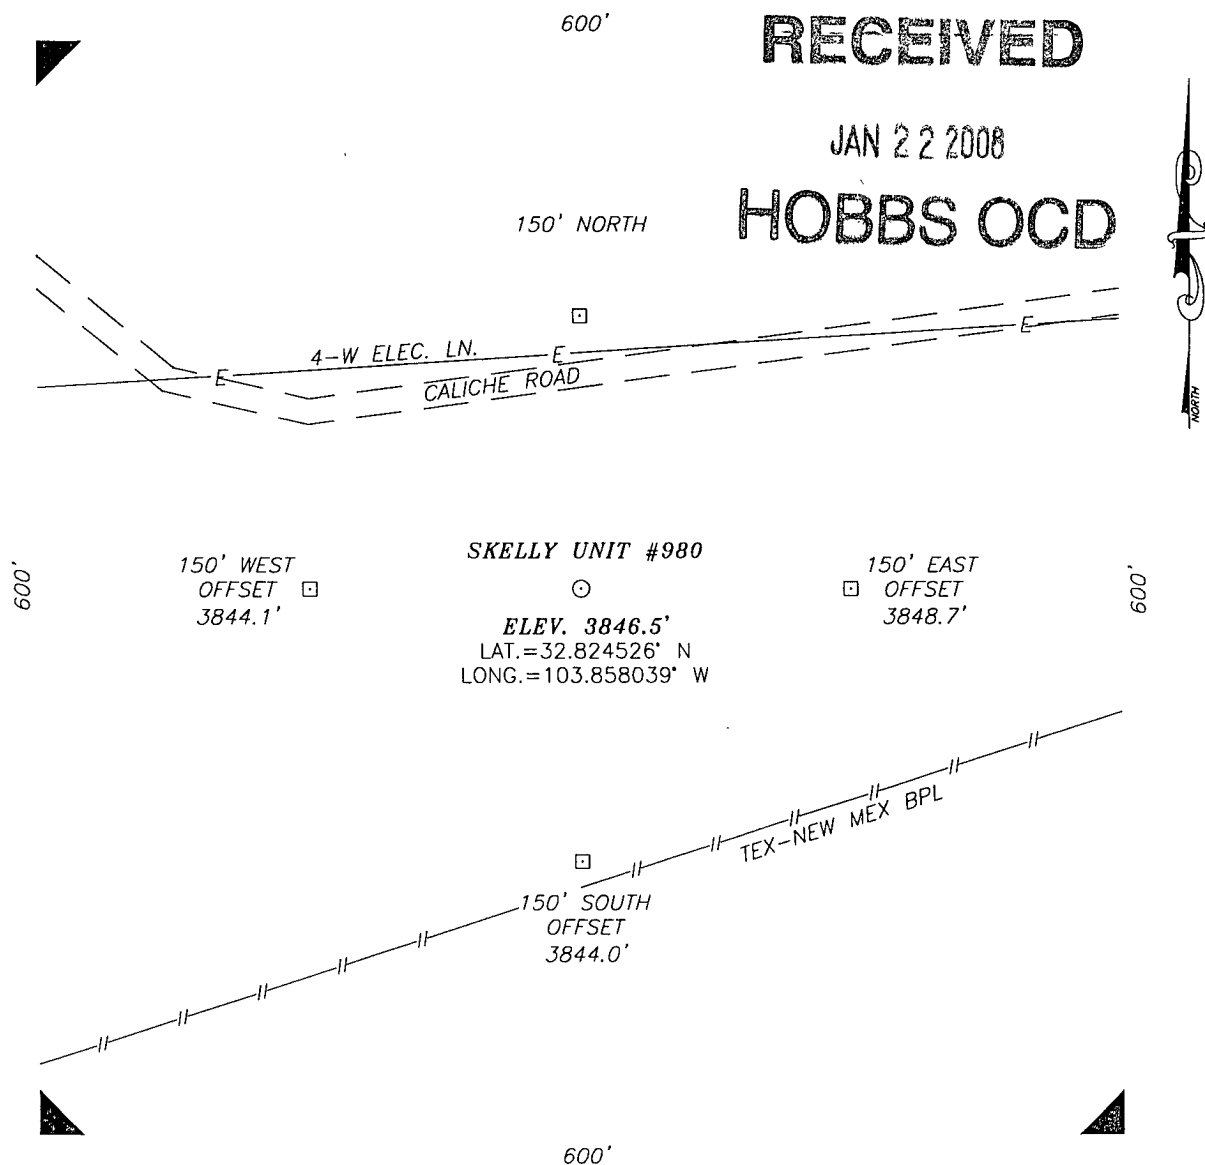 600'
RECEIVED
JAN 22 2008
HOBBS OCD
150' NORTH
4-W ELEC. LN.
E
E
E
CALICHE ROAD
NORTH
600'
150' WEST
OFFSET
3844.1'
SKELLY UNIT #980
ELEV. 3846.5'
LAT.=32.824526° N
LONG.=103.858039° W
150' EAST
OFFSET
3848.7'
600'
TEX-NEW MEX BPL
150' SOUTH
OFFSET
3844.0'
600'